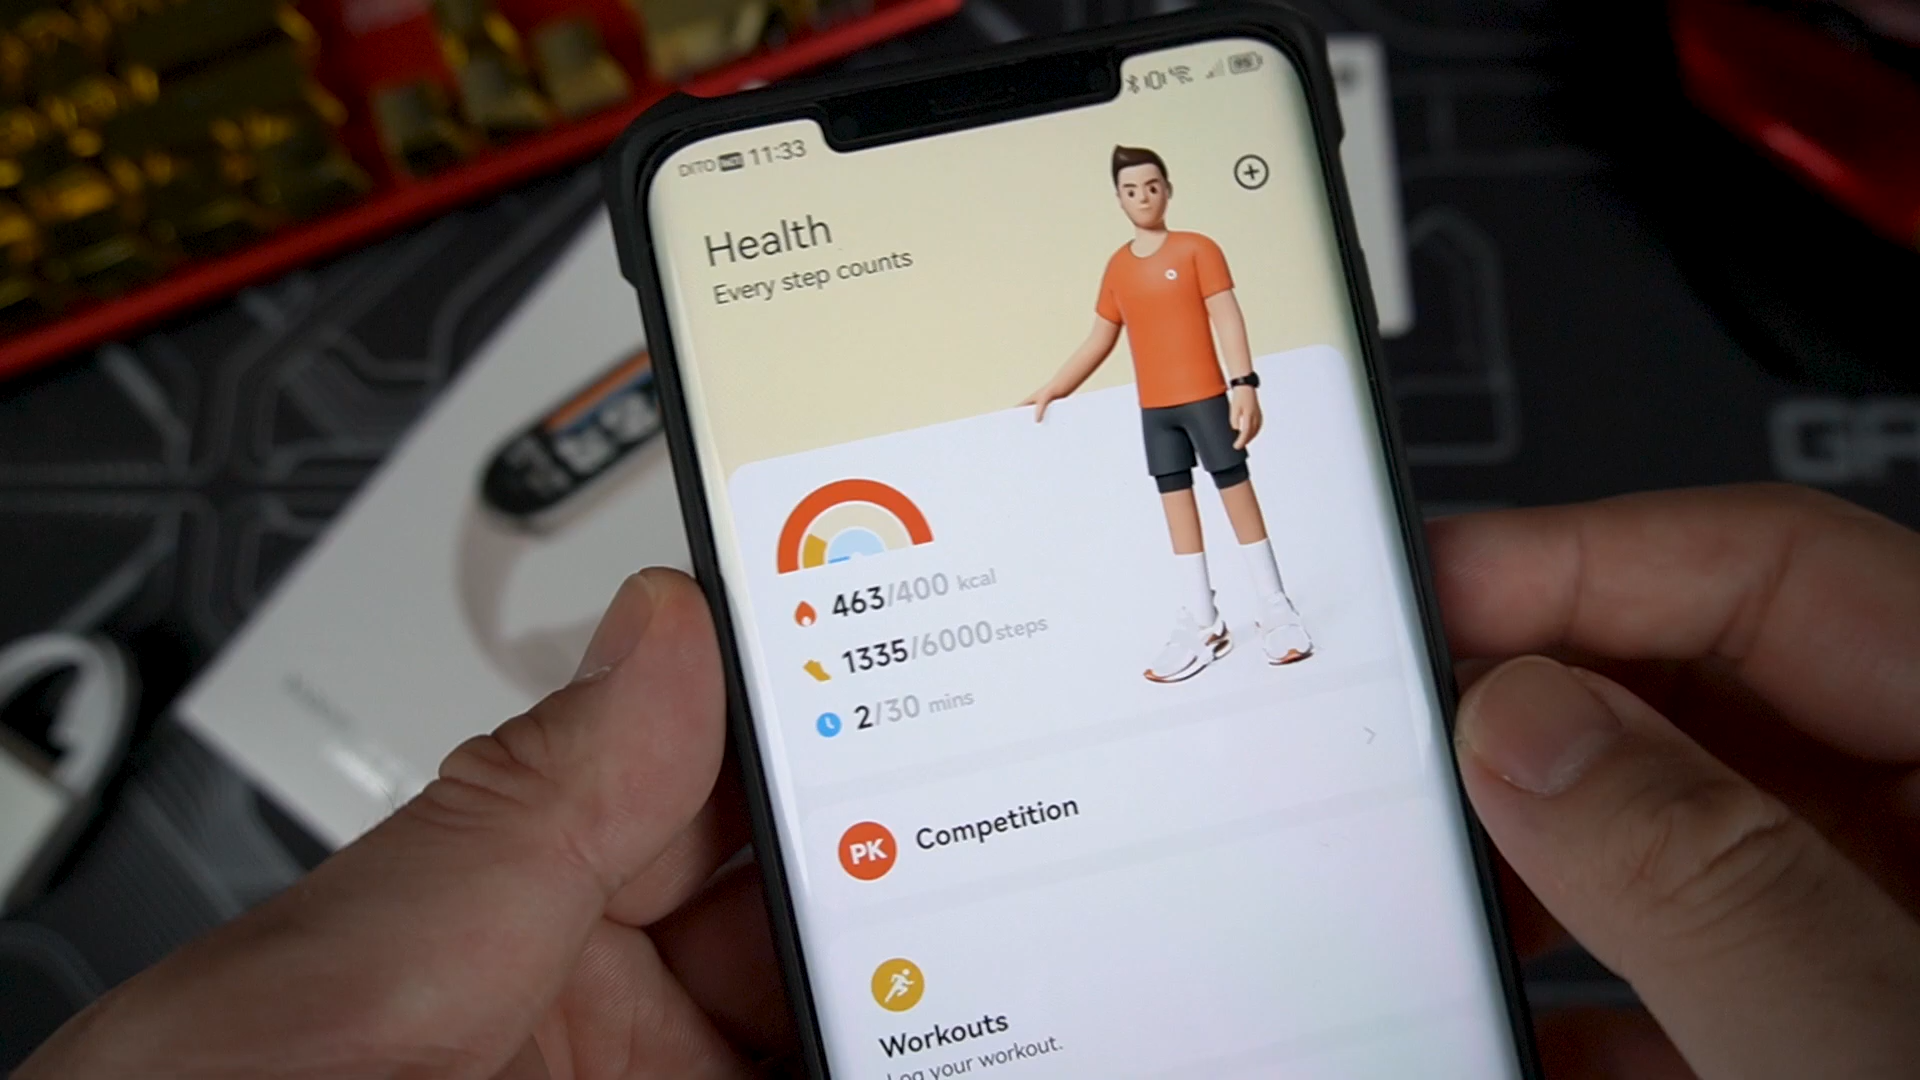 DITO 11:33
95
Health
Every step counts
463/400 kcal
1335/6000 steps
2/30 mins
PK Competition
Workouts
Log your workout.